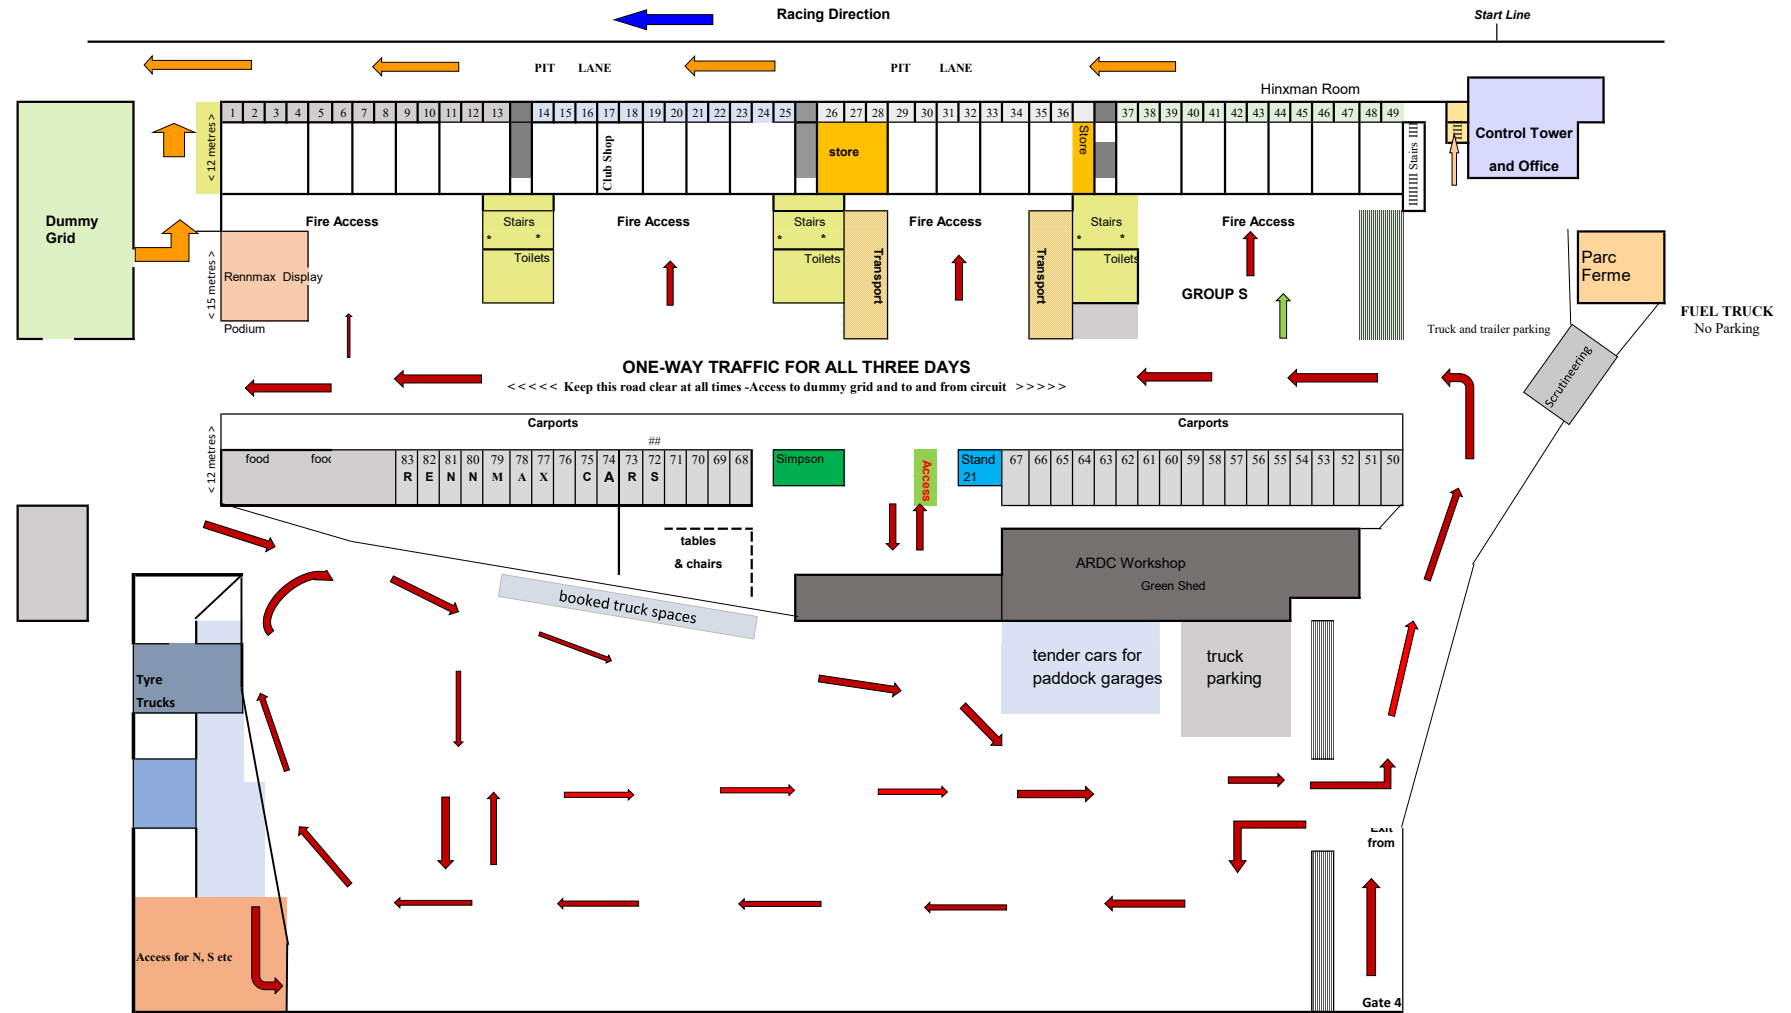 Racing Direction
Start Line
PIT LANE
PIT LANE
Hinxman Room
1 2 3 4 5 6 7 8 9 10 11 12 13 14 15 16 17 18 19 20 21 22 23 24 25 26 27 28 29 30 31 32 33 34 35 36 37 38 39 40 41 42 43 44 45 46 47 48 49
< 12 metres >
Club Shop
store
Store
IIIIIIII Stairs III
IIIII
Control Tower
and Office
Dummy
Grid
Fire Access
Stairs
* *
Toilets
Fire Access
Stairs
* *
Toilets
Transport
Fire Access
Transport
Stairs
* *
Toilets
Fire Access
GROUP S
< 15 metres >
Rennmax Display
Podium
Parc
Ferme
FUEL TRUCK
No Parking
Truck and trailer parking
Scrutineering
ONE-WAY TRAFFIC FOR ALL THREE DAYS
<<<<< Keep this road clear at all times -Access to dummy grid and to and from circuit >>>>>
Carports
Carports
##
< 12 metres >
food food
83 82 81 80 79 78 77 76 75 74 73 72 71 70 69 68
R E N N M A X C A R S
Simpson
Access
Stand
21
67 66 65 64 63 62 61 60 59 58 57 56 55 54 53 52 51 50
tables
& chairs
booked truck spaces
ARDC Workshop
Green Shed
tender cars for
paddock garages
truck
parking
Tyre
Trucks
Exit
from
Access for N, S etc
Gate 4